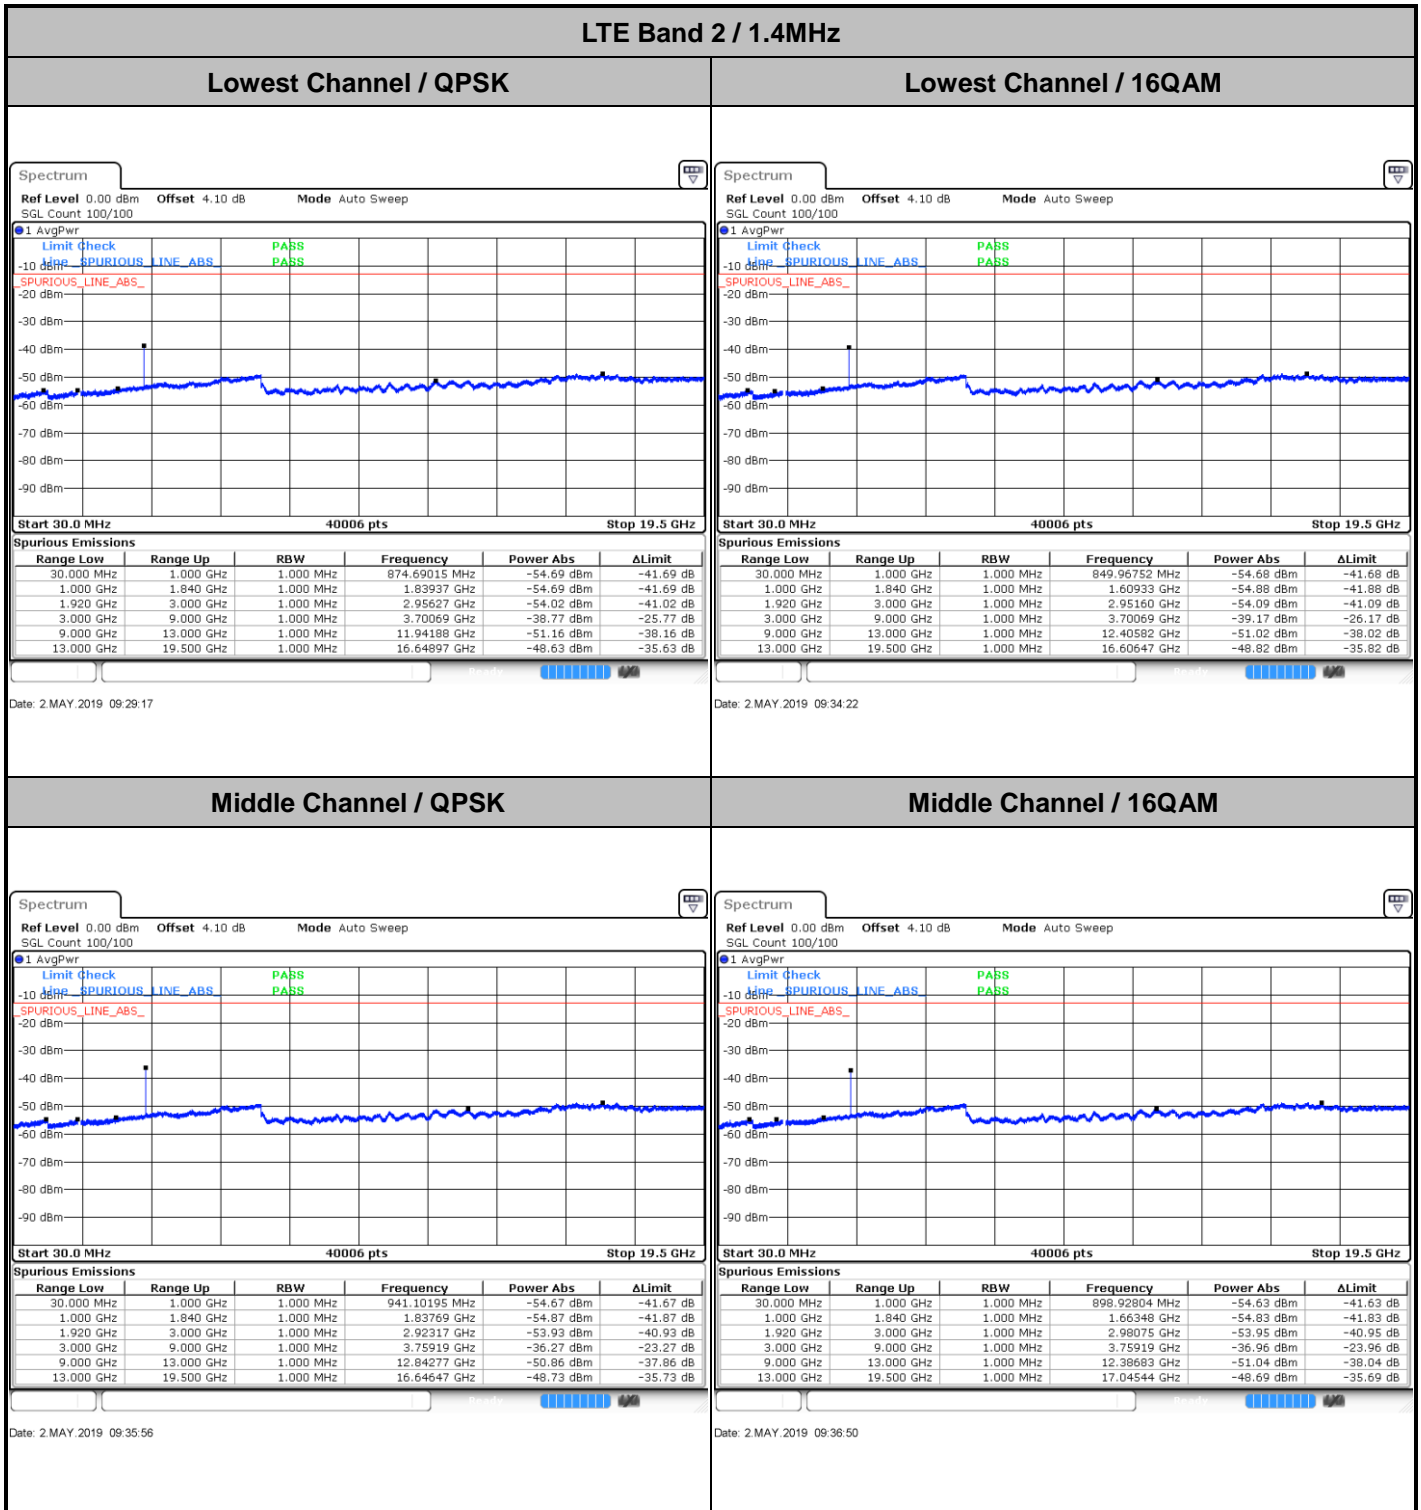 LTE Band 2 / 1.4MHz
Lowest Channel / QPSK
Lowest Channel / 16QAM
Spectrum
Ref Level 0.00 dBm Offset 4.10 dB Mode Auto Sweep
SGL Count 100/100
1 AvgPwr
Limit Check PASS
Line _SPURIOUS_LINE_ABS_ PASS
-10 dBm
_SPURIOUS_LINE_ABS_
-20 dBm
-30 dBm
-40 dBm
-50 dBm
-60 dBm
-70 dBm
-80 dBm
-90 dBm
Start 30.0 MHz 40006 pts Stop 19.5 GHz
Spurious Emissions
Range Low Range Up RBW Frequency Power Abs ΔLimit
30.000 MHz 1.000 GHz 1.000 MHz 874.69015 MHz -54.69 dBm -41.69 dB
1.000 GHz 1.840 GHz 1.000 MHz 1.83937 GHz -54.69 dBm -41.69 dB
1.920 GHz 3.000 GHz 1.000 MHz 2.95627 GHz -54.02 dBm -41.02 dB
3.000 GHz 9.000 GHz 1.000 MHz 3.70069 GHz -38.77 dBm -25.77 dB
9.000 GHz 13.000 GHz 1.000 MHz 11.94188 GHz -51.16 dBm -38.16 dB
13.000 GHz 19.500 GHz 1.000 MHz 16.64897 GHz -48.63 dBm -35.63 dB
Ready
Date: 2.MAY.2019 09:29:17
Spectrum
Ref Level 0.00 dBm Offset 4.10 dB Mode Auto Sweep
SGL Count 100/100
1 AvgPwr
Limit Check PASS
Line _SPURIOUS_LINE_ABS_ PASS
-10 dBm
_SPURIOUS_LINE_ABS_
-20 dBm
-30 dBm
-40 dBm
-50 dBm
-60 dBm
-70 dBm
-80 dBm
-90 dBm
Start 30.0 MHz 40006 pts Stop 19.5 GHz
Spurious Emissions
Range Low Range Up RBW Frequency Power Abs ΔLimit
30.000 MHz 1.000 GHz 1.000 MHz 849.96752 MHz -54.68 dBm -41.68 dB
1.000 GHz 1.840 GHz 1.000 MHz 1.60933 GHz -54.88 dBm -41.88 dB
1.920 GHz 3.000 GHz 1.000 MHz 2.95160 GHz -54.09 dBm -41.09 dB
3.000 GHz 9.000 GHz 1.000 MHz 3.70069 GHz -39.17 dBm -26.17 dB
9.000 GHz 13.000 GHz 1.000 MHz 12.40582 GHz -51.02 dBm -38.02 dB
13.000 GHz 19.500 GHz 1.000 MHz 16.60647 GHz -48.82 dBm -35.82 dB
Ready
Date: 2.MAY.2019 09:34:22
Middle Channel / QPSK
Middle Channel / 16QAM
Spectrum
Ref Level 0.00 dBm Offset 4.10 dB Mode Auto Sweep
SGL Count 100/100
1 AvgPwr
Limit Check PASS
Line _SPURIOUS_LINE_ABS_ PASS
-10 dBm
_SPURIOUS_LINE_ABS_
-20 dBm
-30 dBm
-40 dBm
-50 dBm
-60 dBm
-70 dBm
-80 dBm
-90 dBm
Start 30.0 MHz 40006 pts Stop 19.5 GHz
Spurious Emissions
Range Low Range Up RBW Frequency Power Abs ΔLimit
30.000 MHz 1.000 GHz 1.000 MHz 941.10195 MHz -54.67 dBm -41.67 dB
1.000 GHz 1.840 GHz 1.000 MHz 1.83769 GHz -54.87 dBm -41.87 dB
1.920 GHz 3.000 GHz 1.000 MHz 2.92317 GHz -53.93 dBm -40.93 dB
3.000 GHz 9.000 GHz 1.000 MHz 3.75919 GHz -36.27 dBm -23.27 dB
9.000 GHz 13.000 GHz 1.000 MHz 12.84277 GHz -50.86 dBm -37.86 dB
13.000 GHz 19.500 GHz 1.000 MHz 16.64647 GHz -48.73 dBm -35.73 dB
Ready
Date: 2.MAY.2019 09:35:56
Spectrum
Ref Level 0.00 dBm Offset 4.10 dB Mode Auto Sweep
SGL Count 100/100
1 AvgPwr
Limit Check PASS
Line _SPURIOUS_LINE_ABS_ PASS
-10 dBm
_SPURIOUS_LINE_ABS_
-20 dBm
-30 dBm
-40 dBm
-50 dBm
-60 dBm
-70 dBm
-80 dBm
-90 dBm
Start 30.0 MHz 40006 pts Stop 19.5 GHz
Spurious Emissions
Range Low Range Up RBW Frequency Power Abs ΔLimit
30.000 MHz 1.000 GHz 1.000 MHz 898.92804 MHz -54.63 dBm -41.63 dB
1.000 GHz 1.840 GHz 1.000 MHz 1.66348 GHz -54.83 dBm -41.83 dB
1.920 GHz 3.000 GHz 1.000 MHz 2.98075 GHz -53.95 dBm -40.95 dB
3.000 GHz 9.000 GHz 1.000 MHz 3.75919 GHz -36.96 dBm -23.96 dB
9.000 GHz 13.000 GHz 1.000 MHz 12.38683 GHz -51.04 dBm -38.04 dB
13.000 GHz 19.500 GHz 1.000 MHz 17.04544 GHz -48.69 dBm -35.69 dB
Ready
Date: 2.MAY.2019 09:36:50